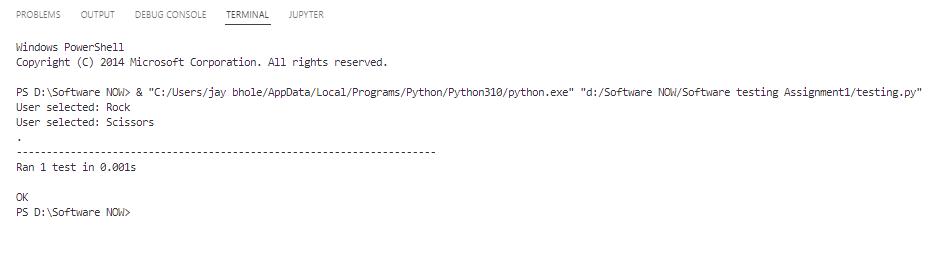 PROBLEMS OUTPUT DEBUG CONSOLE TERMINAL JUPYTER
Windows PowerShell
Copyright (C) 2014 Microsoft Corporation. All rights reserved.
PS D:\Software NOW> & "C:/Users/jay bhole/AppData/Local/Programs/Python/Python310/python.exe" "d:/Software NOW/Software testing Assignment1/testing.py"
User selected: Rock
User selected: Scissors
.
----------------------------------------------------------------------
Ran 1 test in 0.001s
OK
PS D:\Software NOW>